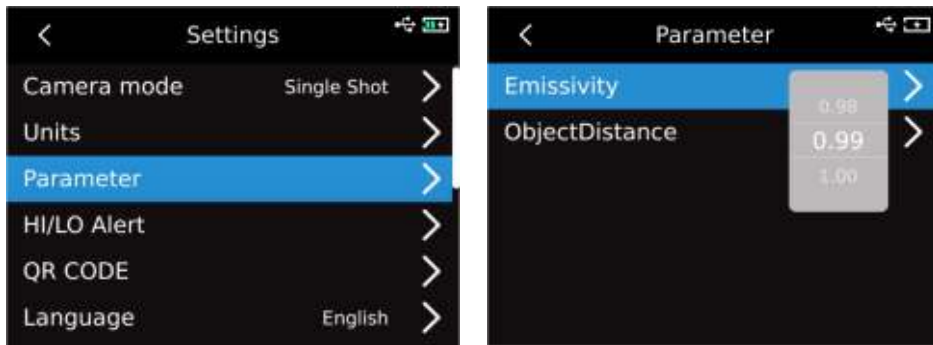 Settings
Camera mode Single Shot
Units
Parameter
HI/LO Alert
QR CODE
Language English
Parameter
Emissivity
ObjectDistance
0.98
0.99
1.00